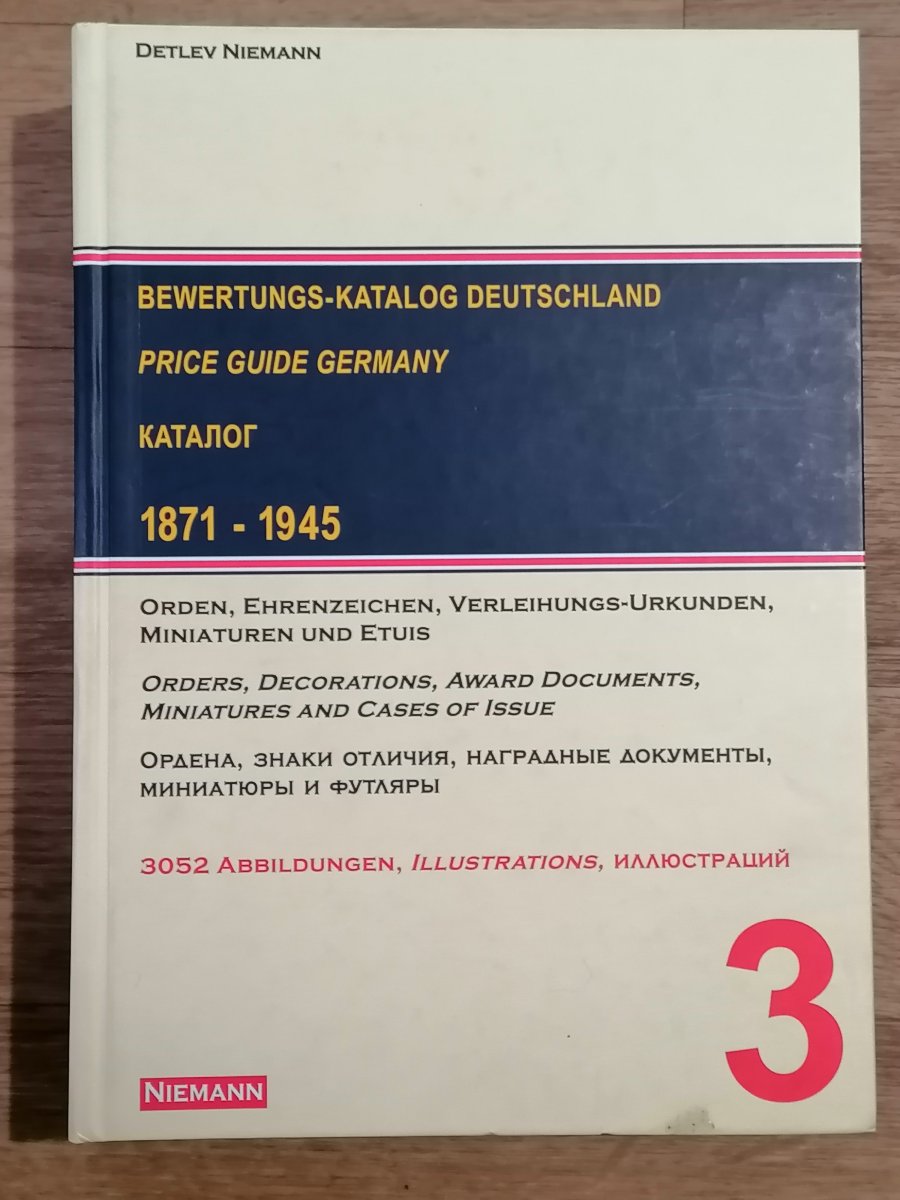 Detlev Niemann
BEWERTUNGS-KATALOG DEUTSCHLAND
PRICE GUIDE GERMANY
КАТАЛОГ
1871 - 1945
Orden, Ehrenzeichen, Verleihungs-Urkunden,
Miniaturen und Etuis
Orders, Decorations, Award Documents,
Miniatures and Cases of Issue
Ордена, знаки отличия, наградные документы,
миниатюры и футляры
3052 Abbildungen, Illustrations, иллюстраций
3
Niemann